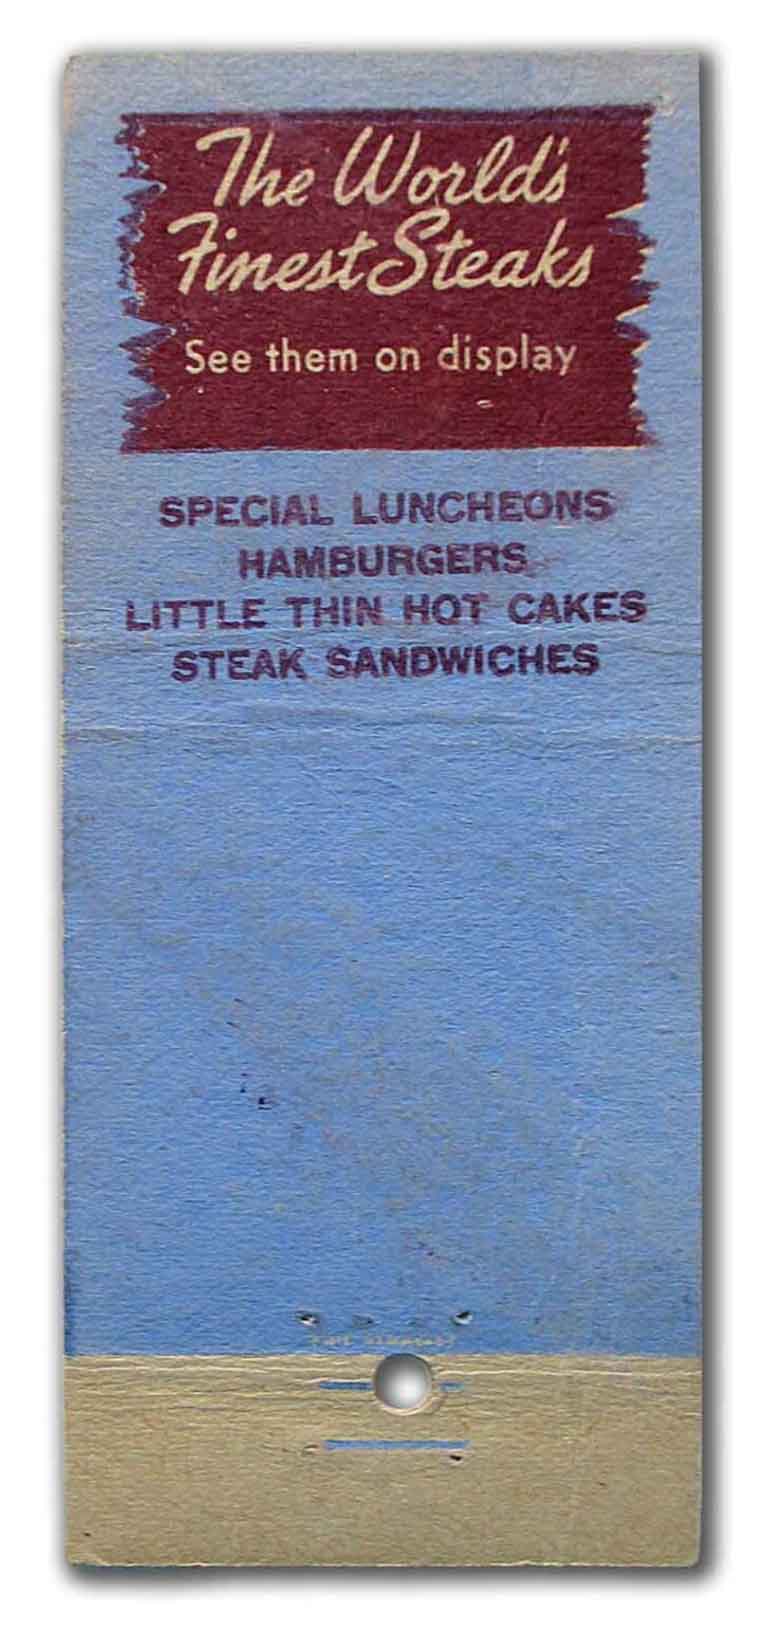 The World's
Finest Steaks
See them on display
SPECIAL LUNCHEONS
HAMBURGERS
LITTLE THIN HOT CAKES
STEAK SANDWICHES